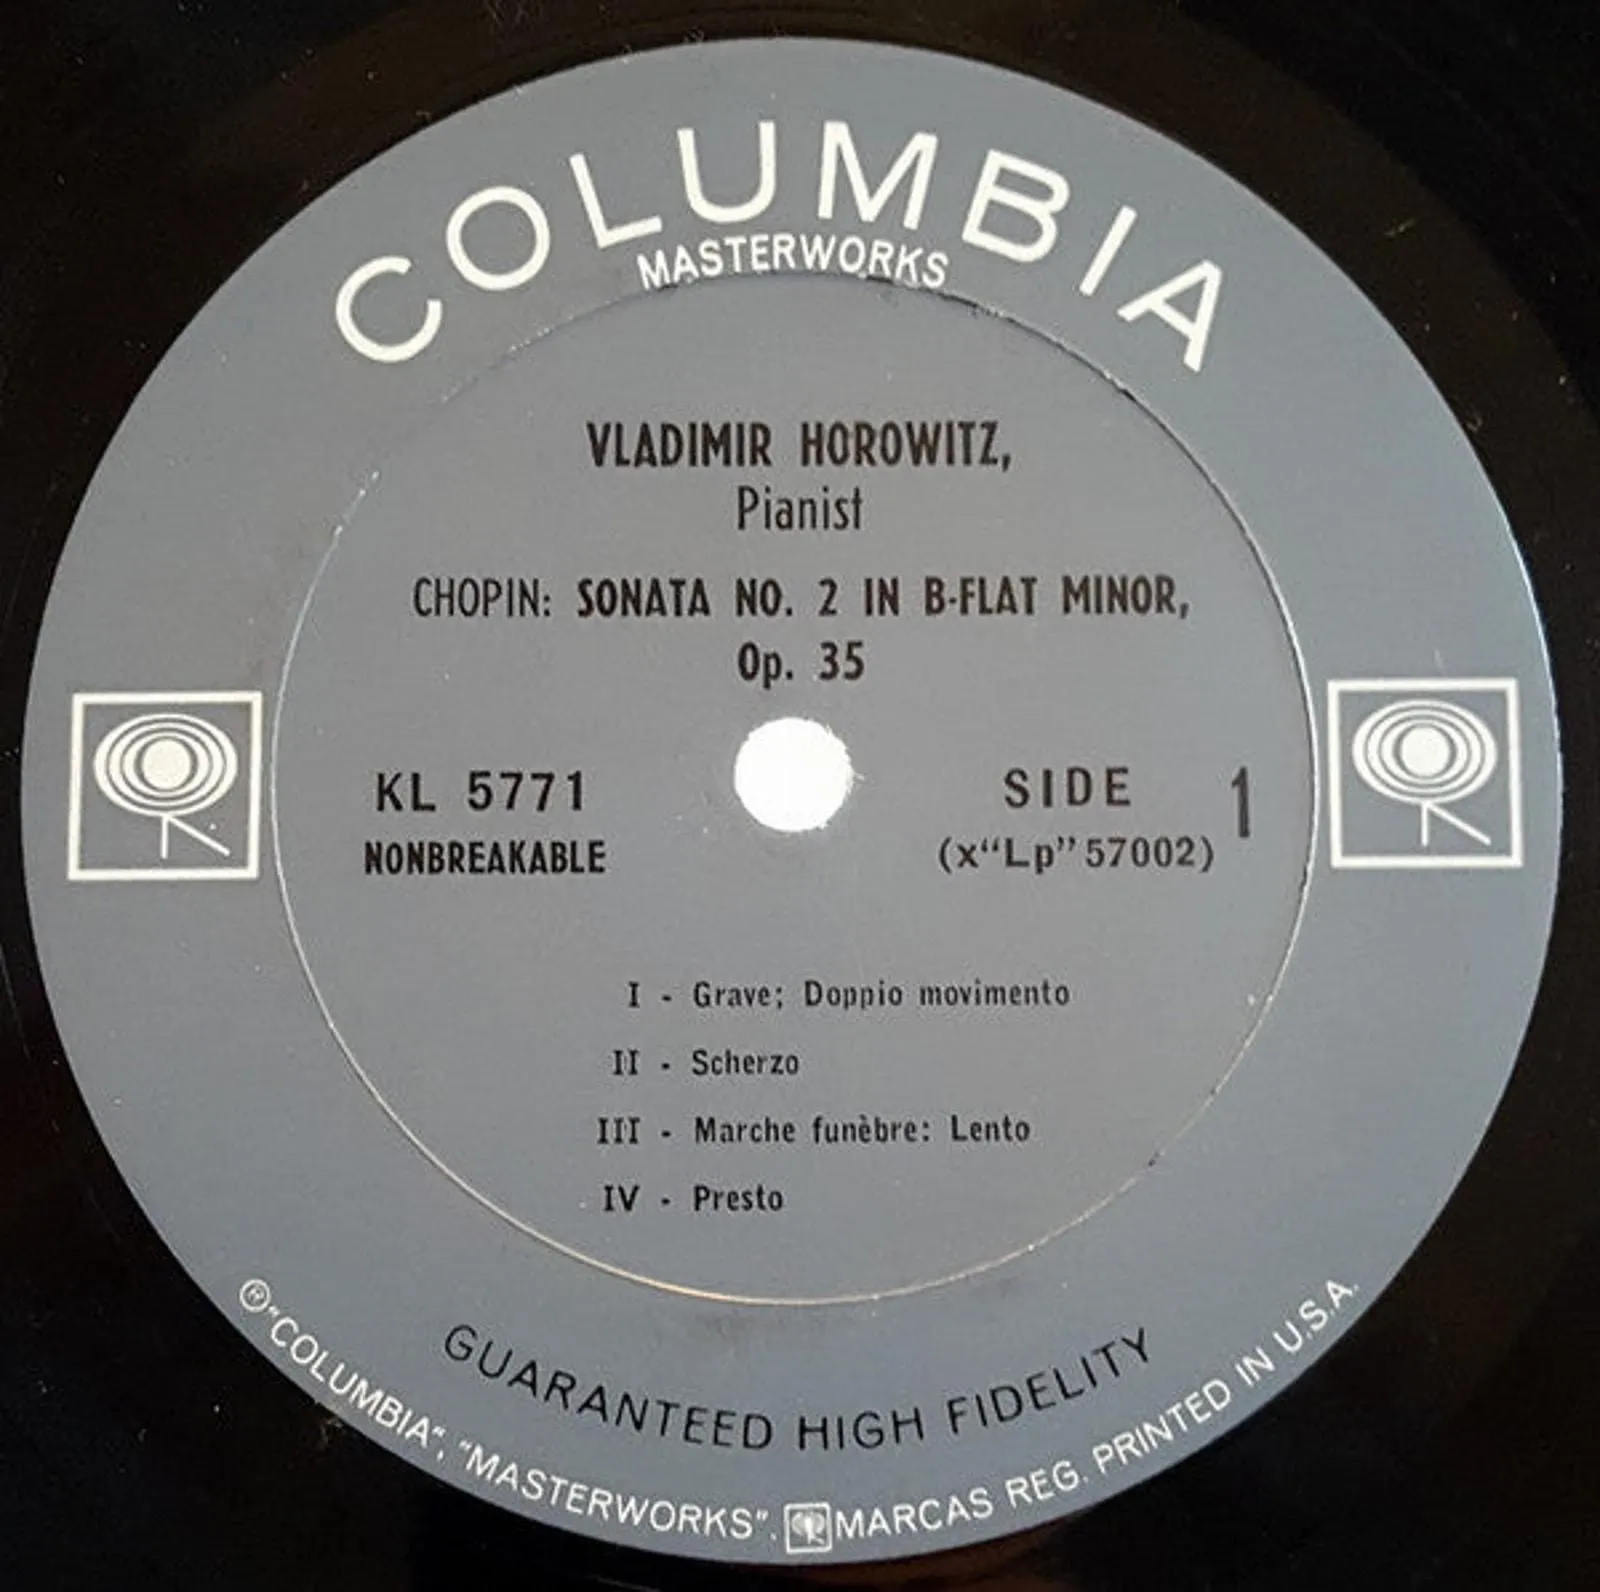 COLUMBIA
MASTERWORKS
VLADIMIR HOROWITZ,
Pianist
CHOPIN: SONATA NO. 2 IN B-FLAT MINOR,
Op. 35
KL 5771
NONBREAKABLE
SIDE 1
(x“Lp”57002)
I - Grave; Doppio movimento
II - Scherzo
III - Marche funèbre: Lento
IV - Presto
GUARANTEED HIGH FIDELITY
®“COLUMBIA”, “MASTERWORKS”, MARCAS REG. PRINTED IN U.S.A.